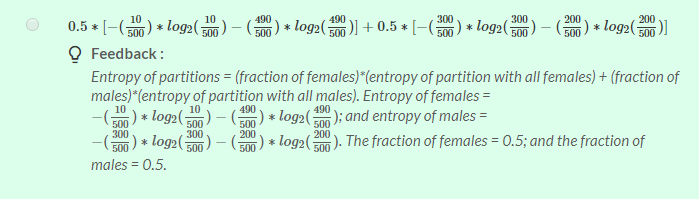 0.5 * [−(10/500) * log₂(10/500) − (490/500) * log₂(490/500)] + 0.5 * [−(300/500) * log₂(300/500) − (200/500) * log₂(200/500)]
Feedback :
Entropy of partitions = (fraction of females)*(entropy of partition with all females) + (fraction of
males)*(entropy of partition with all males). Entropy of females =
−(10/500) * log₂(10/500) − (490/500) * log₂(490/500); and entropy of males =
−(300/500) * log₂(300/500) − (200/500) * log₂(200/500). The fraction of females = 0.5; and the fraction of
males = 0.5.